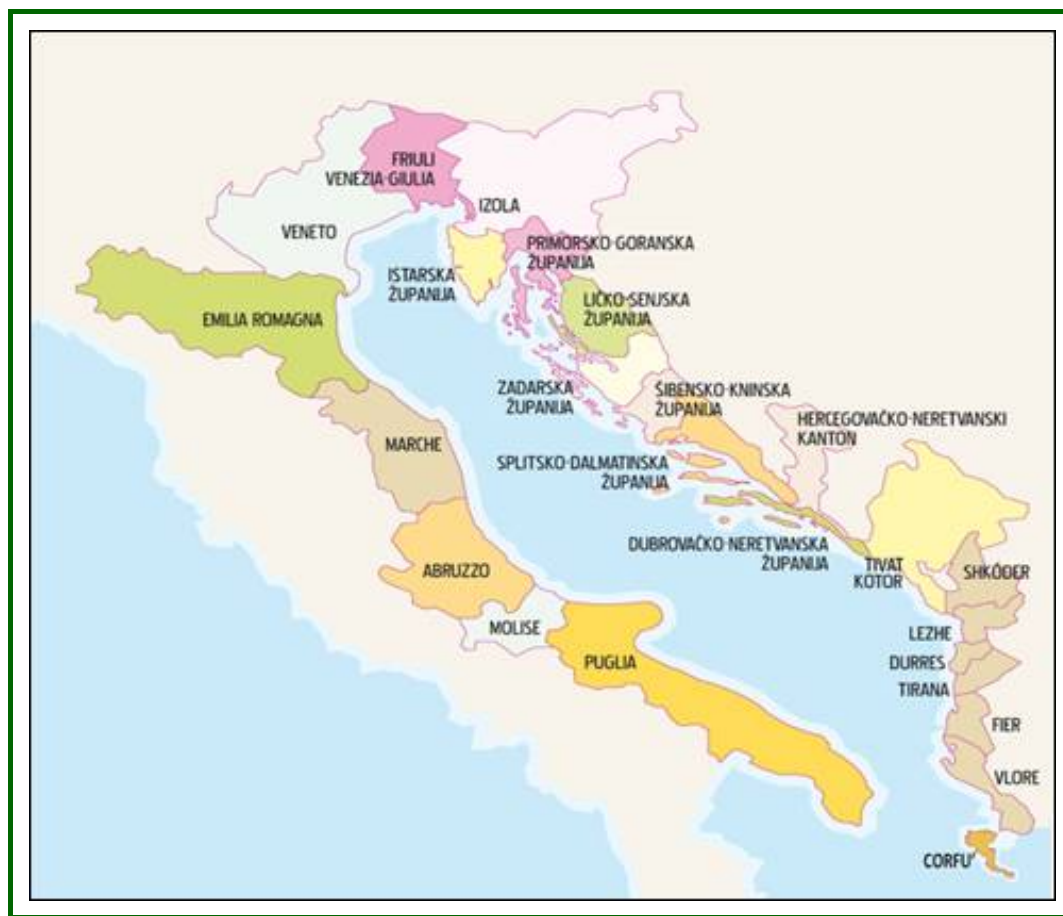 FRIULI
VENEZIA-GIULIA
IZOLA
VENETO
PRIMORSKO-GORANSKA
ŽUPANIJA
ISTARSKA
ŽUPANIJA
LIČKO-SENJSKA
ŽUPANIJA
EMILIA ROMAGNA
ZADARSKA
ŽUPANIJA
ŠIBENSKO-KNINSKA
ŽUPANIJA
HERCEGOVAČKO-NERETVANSKI
KANTON
MARCHE
SPLITSKO-DALMATINSKA
ŽUPANIJA
DUBROVAČKO-NERETVANSKA
ŽUPANIJA
TIVAT
KOTOR
SHKÓDER
ABRUZZO
MOLISE
LEZHE
PUGLIA
DURRES
TIRANA
FIER
VLORE
CORFU'